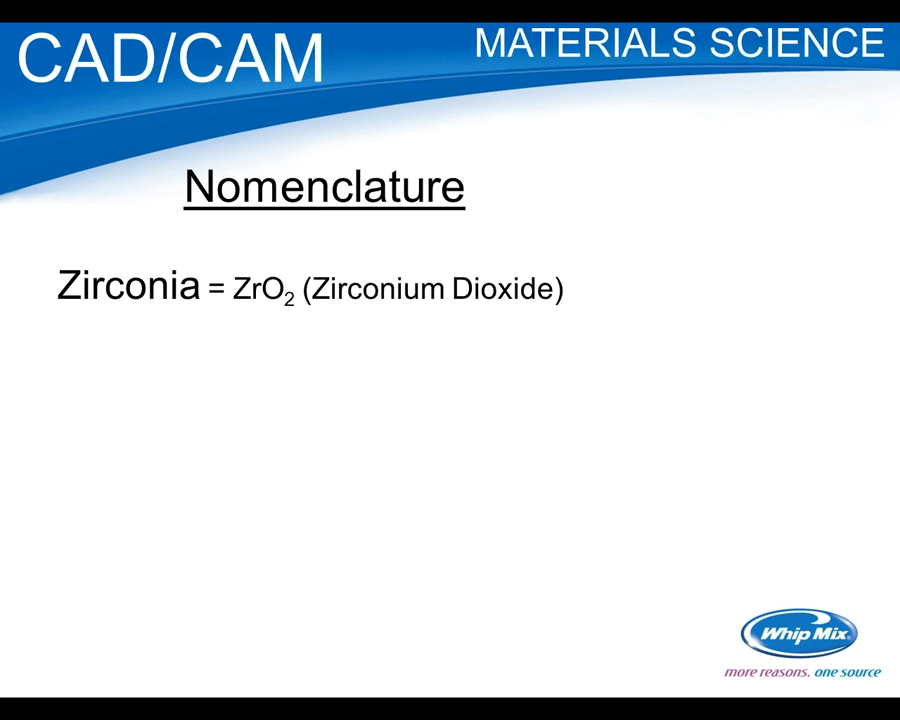 CAD/CAM
MATERIALS SCIENCE
Nomenclature
Zirconia = ZrO₂ (Zirconium Dioxide)
Whip Mix®
more reasons. one source